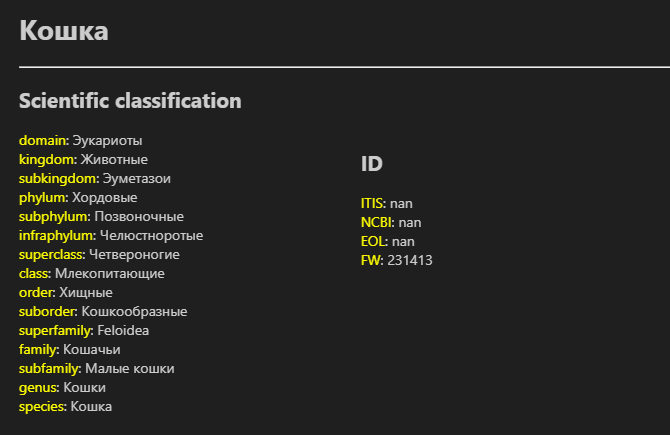 Кошка
Scientific classification
domain: Эукариоты
kingdom: Животные
subkingdom: Эуметазои
phylum: Хордовые
subphylum: Позвоночные
infraphylum: Челюстноротые
superclass: Четвероногие
class: Млекопитающие
order: Хищные
suborder: Кошкообразные
superfamily: Feloidea
family: Кошачьи
subfamily: Малые кошки
genus: Кошки
species: Кошка
ID
ITIS: nan
NCBI: nan
EOL: nan
FW: 231413